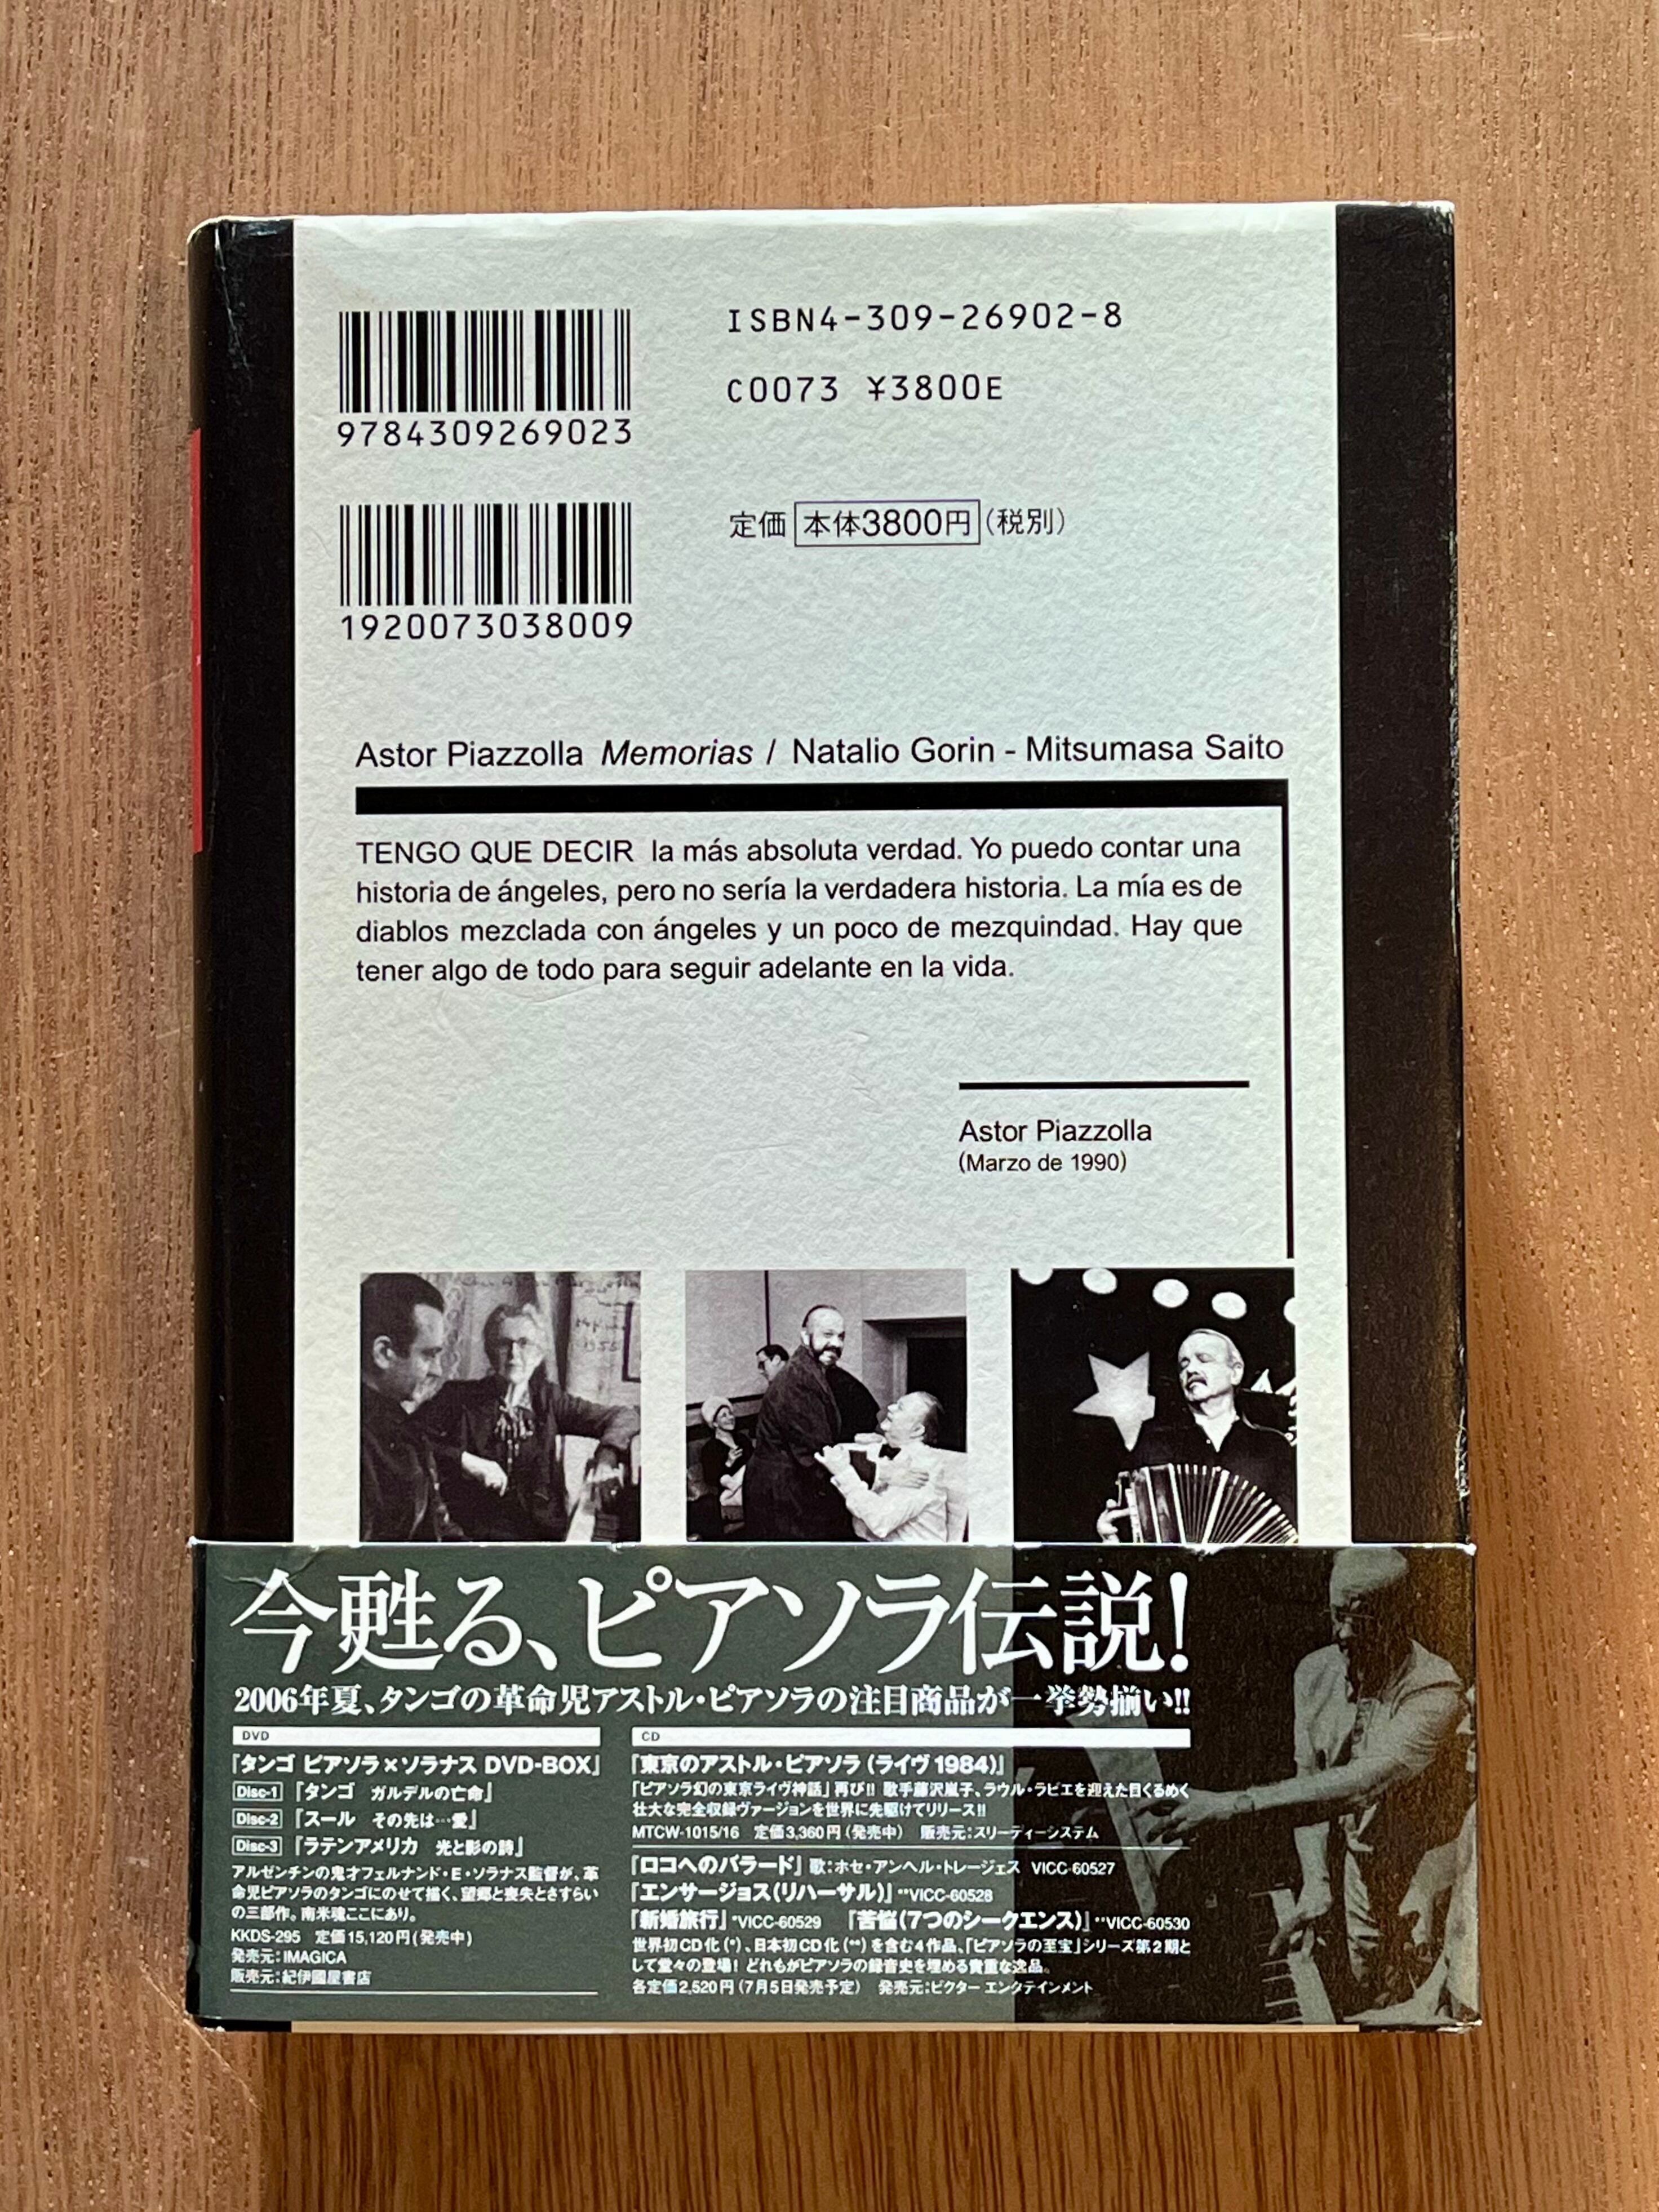 ISBN4-309-26902-8
C0073 ¥3800E
9784309269023
定価 本体3800円 (税別)
1920073038009
Astor Piazzolla Memorias / Natalio Gorin - Mitsumasa Saito
TENGO QUE DECIR la más absoluta verdad. Yo puedo contar una
historia de ángeles, pero no sería la verdadera historia. La mía es de
diablos mezclada con ángeles y un poco de mezquindad. Hay que
tener algo de todo para seguir adelante en la vida.
Astor Piazzolla
(Marzo de 1990)
今甦る、ピアソラ伝説!
2006年夏、タンゴの革命児アストル・ピアソラの注目商品が一挙勢揃い!!
DVD
『タンゴ ピアソラ×ソラナス DVD-BOX』
Disc-1 『タンゴ ガルデルの亡命』
Disc-2 『スール その先は…愛』
Disc-3 『ラテンアメリカ 光と影の詩』
アルゼンチンの鬼才フェルナンド・E・ソラナス監督が、革
命児ピアソラのタンゴにのせて描く、望郷と喪失とさすらい
の三部作。南米魂ここにあり。
KKDS-295 定価15,120円(発売中)
発売元:IMAGICA
販売元:紀伊國屋書店
CD
『東京のアストル・ピアソラ(ライヴ1984)』
「ピアソラ幻の東京ライヴ神話」再び!! 歌手藤沢嵐子、ラウル・ラビエを迎えた目くるめく
壮大な完全収録ヴァージョンを世界に先駆けてリリース!!
MTCW-1015/16 定価3,360円(発売中) 販売元:スリーディーシステム
『ロコへのバラード』歌:ホセ・アンヘル・トレージェス VICC-60527
『エンサージョス(リハーサル)』**VICC-60528
『新婚旅行』*VICC-60529 『苦悩(7つのシークエンス)』**VICC-60530
世界初CD化(*)、日本初CD化(**)を含む4作品、「ピアソラの至宝」シリーズ第2期と
して堂々の登場! どれもがピアソラの録音史を埋める貴重な逸品。
各定価2,520円(7月5日発売予定) 発売元:ビクター エンタテインメント